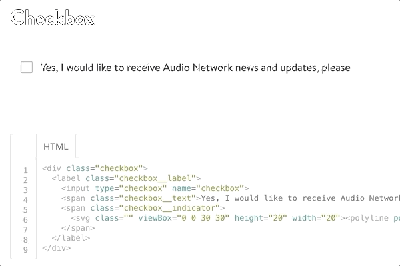 Checkbox
Yes, I would like to receive Audio Network news and updates, please
HTML
1 <div class="checkbox">
2 <label class="checkbox__label">
3 <input type="checkbox" name="checkbox">
4 <span class="checkbox__text">Yes, I would like to receive Audio Network
5 <span class="checkbox__indicator">
6 <svg class="" viewBox="0 0 30 30" height="20" width="20"><polyline
7 </span>
8 </label>
9 </div>